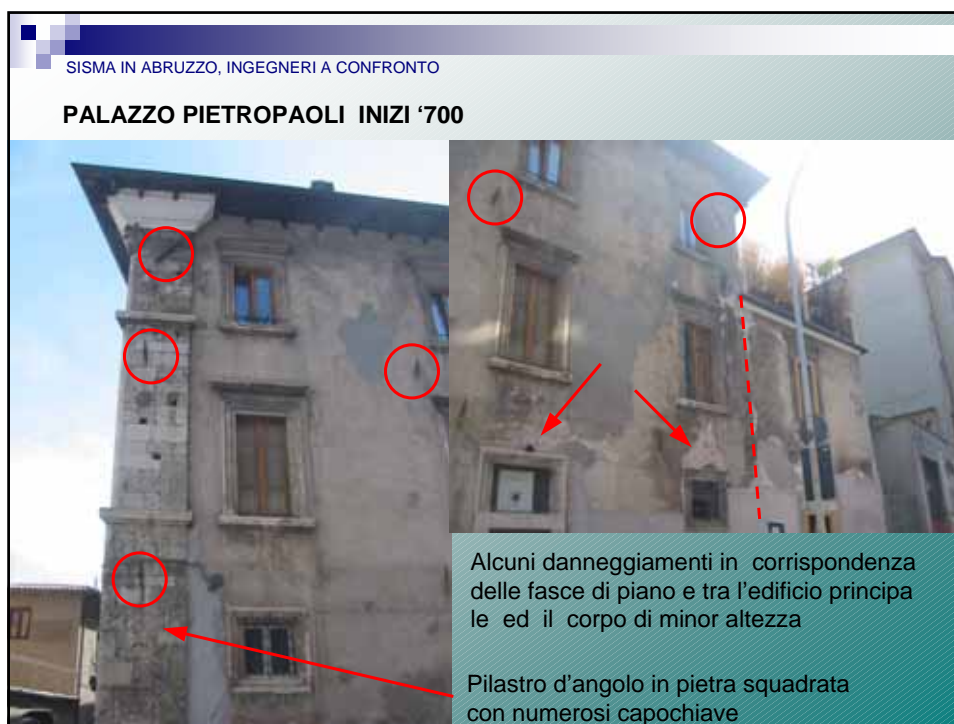 SISMA IN ABRUZZO, INGEGNERI A CONFRONTO
PALAZZO PIETROPAOLI INIZI ‘700
Alcuni danneggiamenti in corrispondenza
delle fasce di piano e tra l’edificio principa
le ed il corpo di minor altezza
Pilastro d’angolo in pietra squadrata
con numerosi capochiave